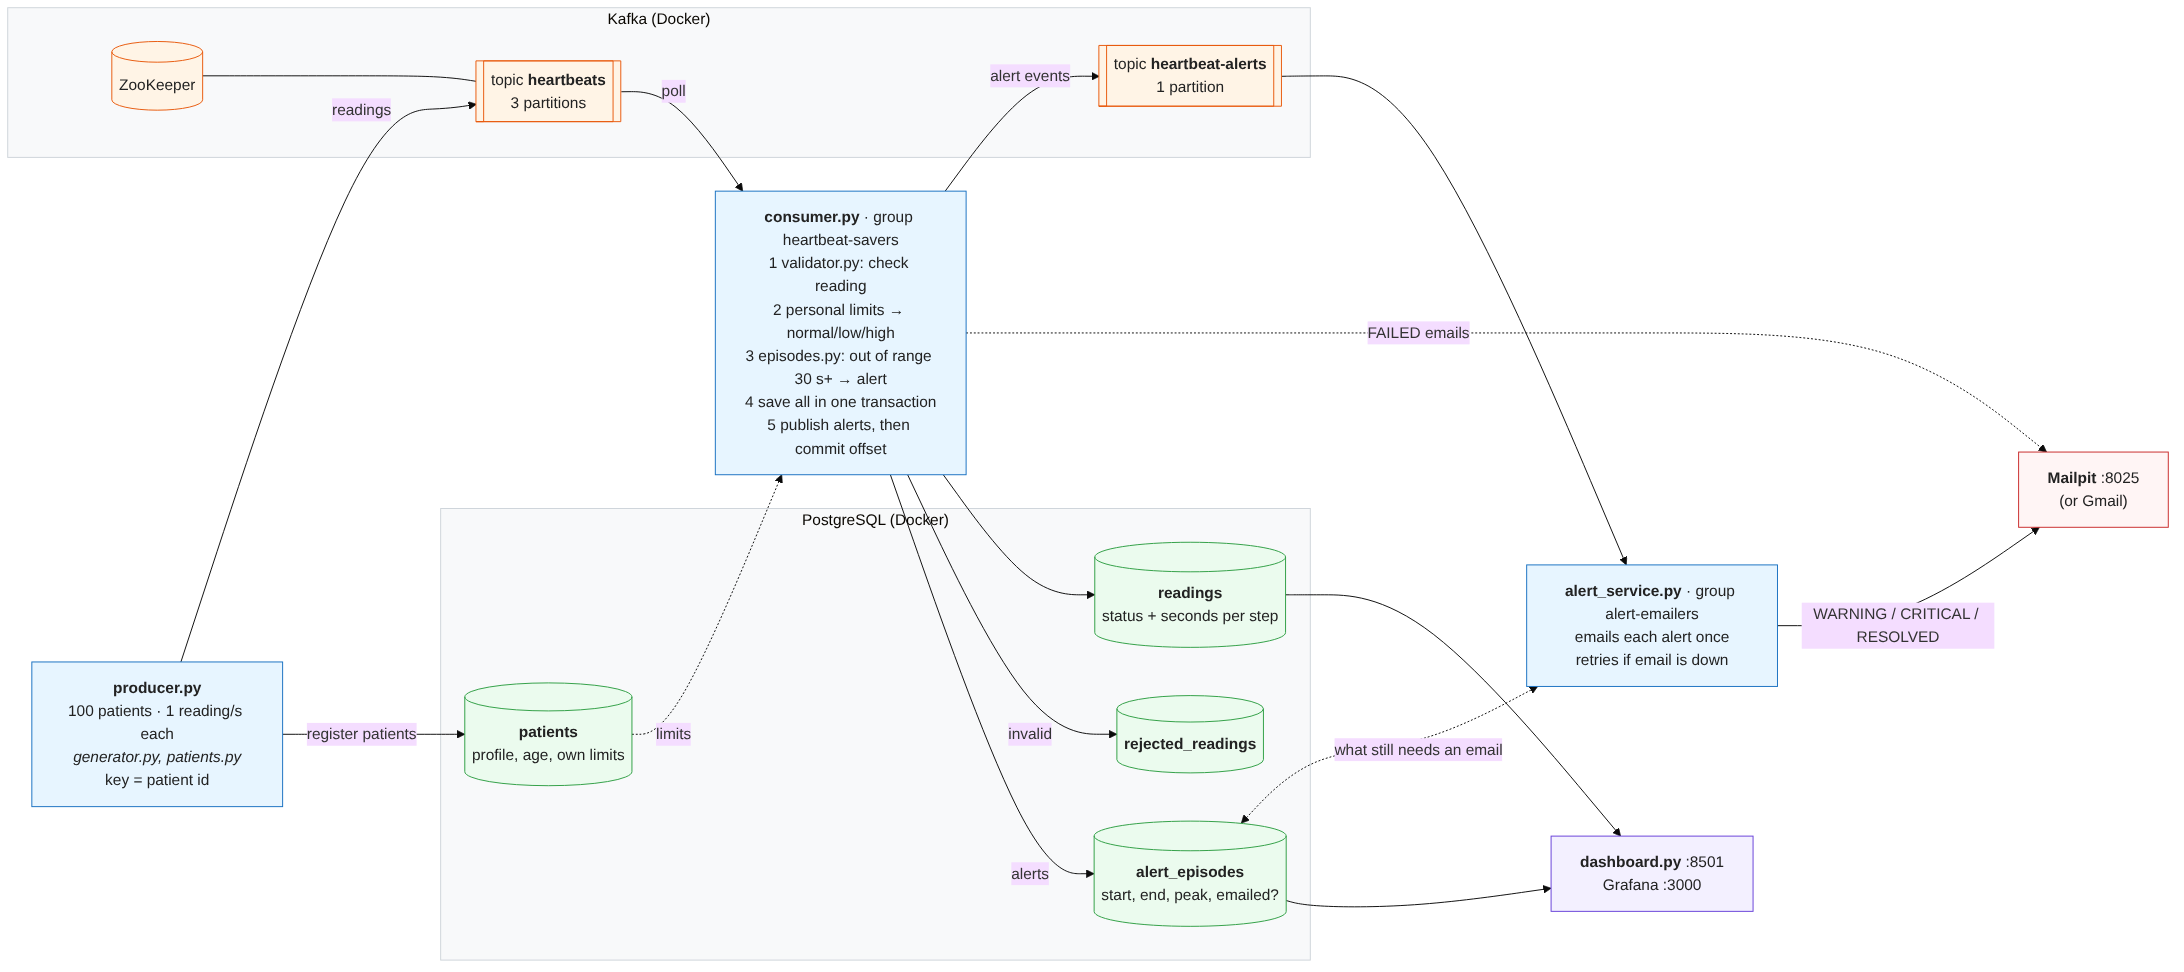 Kafka (Docker)
ZooKeeper
readings
topic heartbeats
3 partitions
poll
alert events
topic heartbeat-alerts
1 partition
consumer.py · group
heartbeat-savers
1 validator.py: check
reading
2 personal limits →
normal/low/high
3 episodes.py: out of range
30 s+ → alert
4 save all in one transaction
5 publish alerts, then
commit offset
FAILED emails
Mailpit :8025
(or Gmail)
PostgreSQL (Docker)
readings
status + seconds per step
alert_service.py · group
alert-emailers
emails each alert once
retries if email is down
WARNING / CRITICAL /
RESOLVED
producer.py
100 patients · 1 reading/s
each
generator.py, patients.py
key = patient id
register patients
patients
profile, age, own limits
limits
invalid
rejected_readings
what still needs an email
alerts
alert_episodes
start, end, peak, emailed?
dashboard.py :8501
Grafana :3000